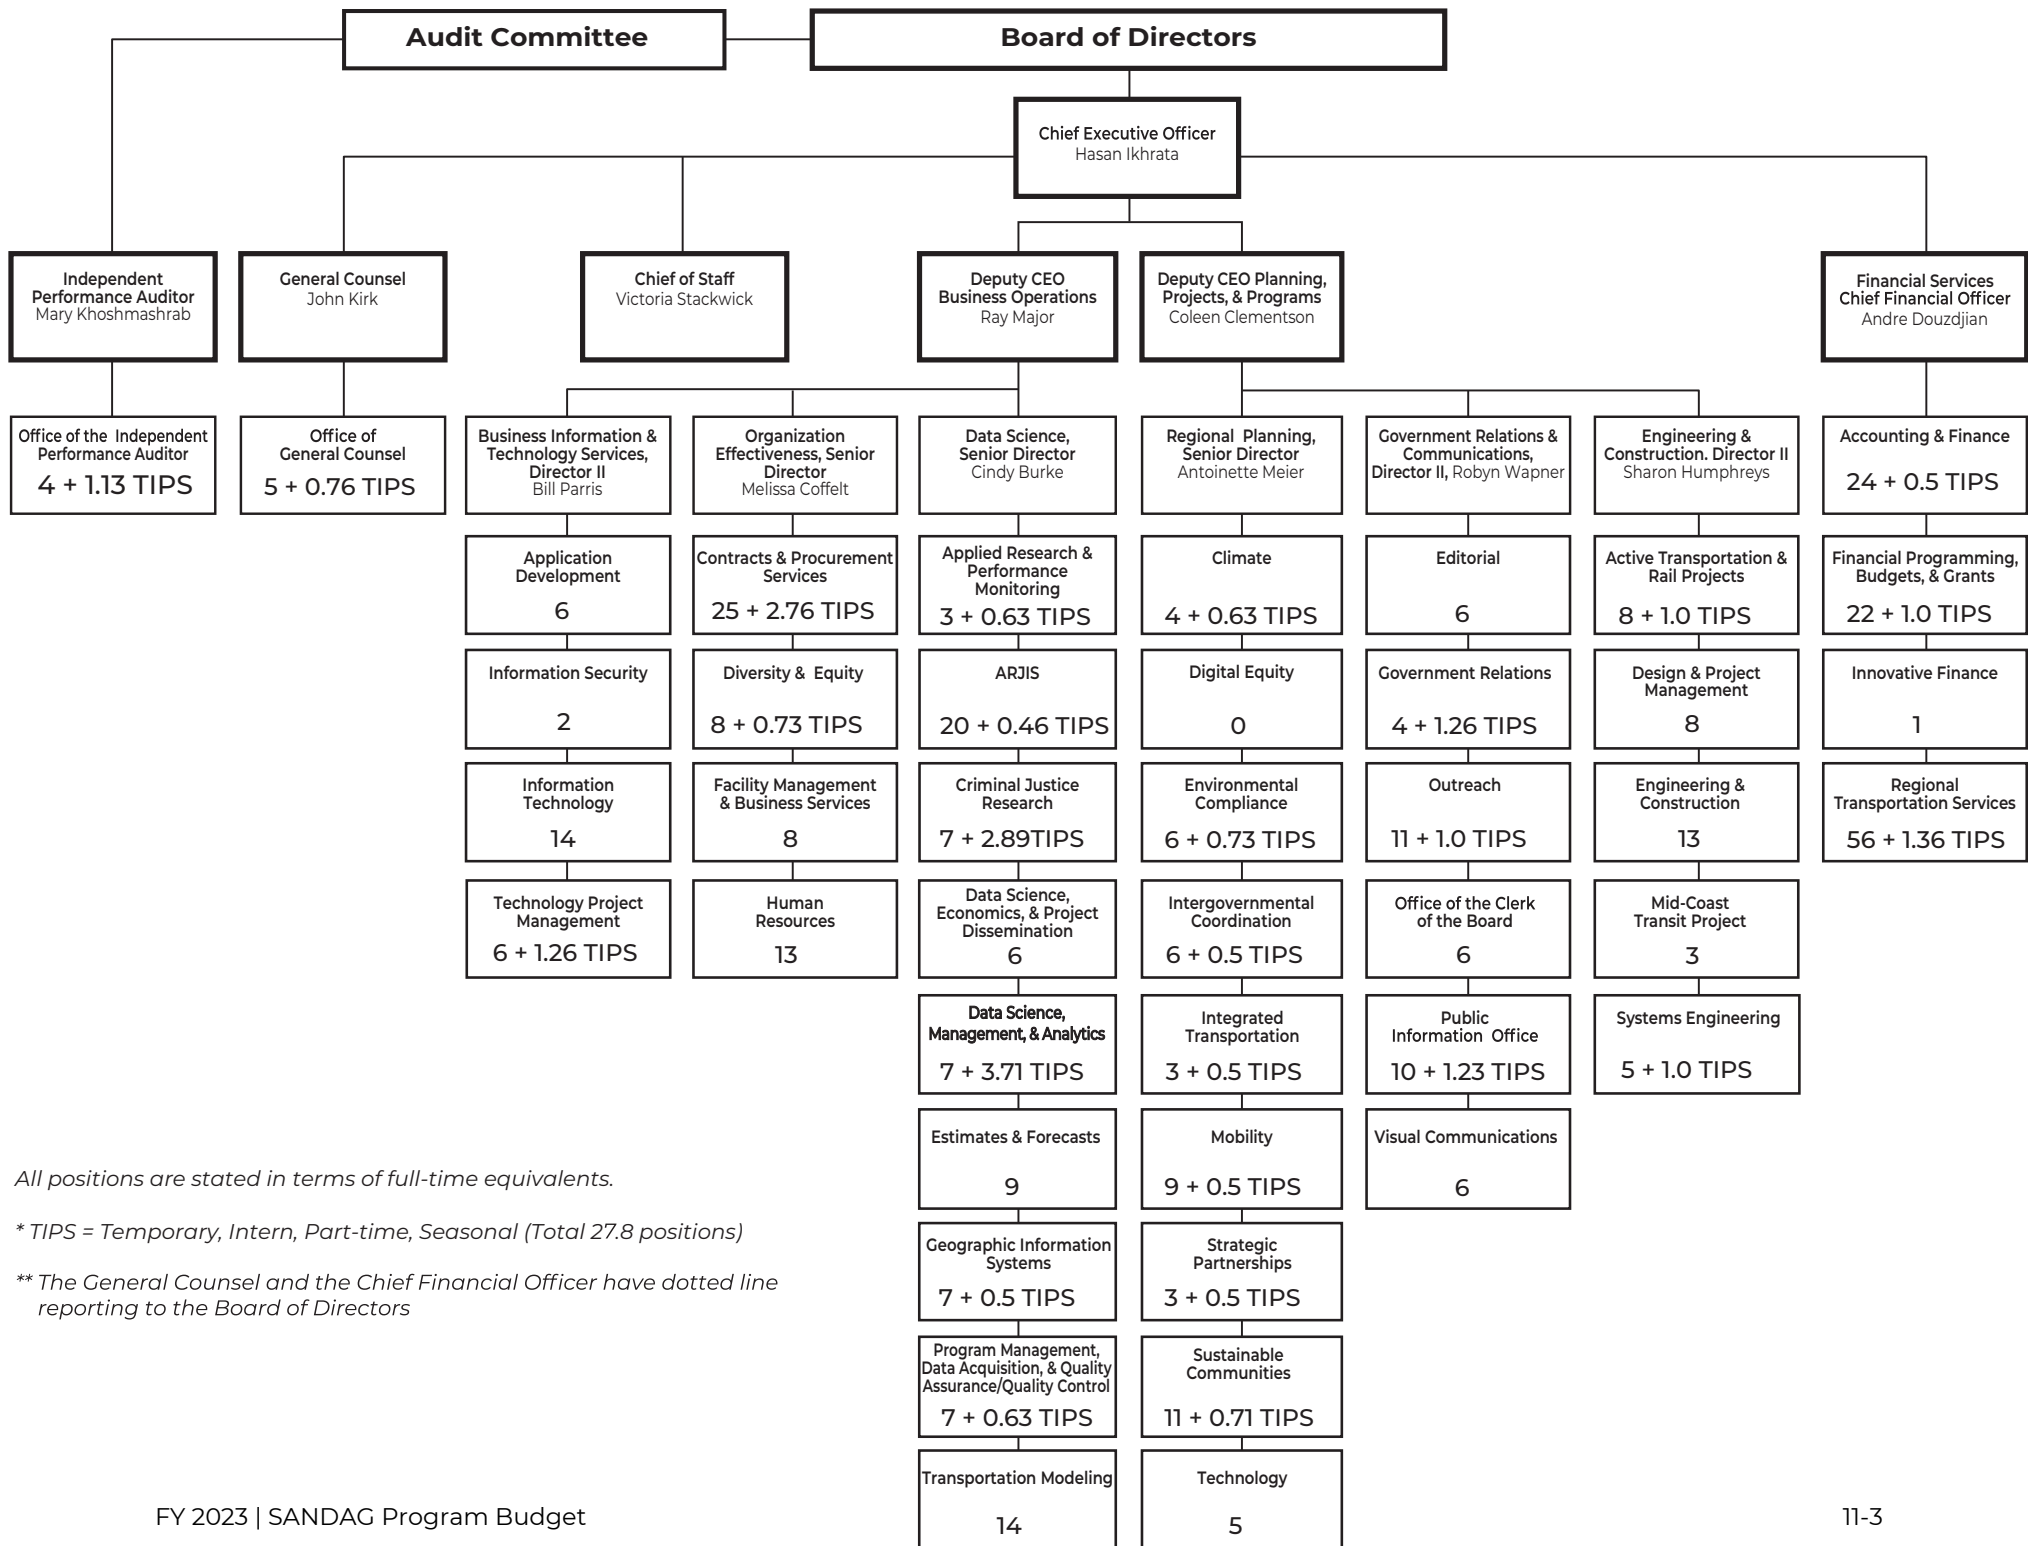 Audit Committee
Board of Directors
Chief Executive Officer
Hasan Ikhrata
Independent
Performance Auditor
Mary Khoshmashrab
General Counsel
John Kirk
Chief of Staff
Victoria Stackwick
Deputy CEO
Business Operations
Ray Major
Deputy CEO Planning,
Projects, & Programs
Coleen Clementson
Financial Services
Chief Financial Officer
Andre Douzdjian
Office of the Independent
Performance Auditor
4 + 1.13 TIPS
Office of
General Counsel
5 + 0.76 TIPS
Business Information &
Technology Services,
Director II
Bill Parris
Application
Development
6
Information Security
2
Information
Technology
14
Technology Project
Management
6 + 1.26 TIPS
Organization
Effectiveness, Senior
Director
Melissa Coffelt
Contracts & Procurement
Services
25 + 2.76 TIPS
Diversity & Equity
8 + 0.73 TIPS
Facility Management
& Business Services
8
Human
Resources
13
Data Science,
Senior Director
Cindy Burke
Applied Research &
Performance
Monitoring
3 + 0.63 TIPS
ARJIS
20 + 0.46 TIPS
Criminal Justice
Research
7 + 2.89TIPS
Data Science,
Economics, & Project
Dissemination
6
Data Science,
Management, & Analytics
7 + 3.71 TIPS
Estimates & Forecasts
9
Geographic Information
Systems
7 + 0.5 TIPS
Program Management,
Data Acquisition, & Quality
Assurance/Quality Control
7 + 0.63 TIPS
Transportation Modeling
14
Regional Planning,
Senior Director
Antoinette Meier
Climate
4 + 0.63 TIPS
Digital Equity
0
Environmental
Compliance
6 + 0.73 TIPS
Intergovernmental
Coordination
6 + 0.5 TIPS
Integrated
Transportation
3 + 0.5 TIPS
Mobility
9 + 0.5 TIPS
Strategic
Partnerships
3 + 0.5 TIPS
Sustainable
Communities
11 + 0.71 TIPS
Technology
5
Government Relations &
Communications,
Director II, Robyn Wapner
Editorial
6
Government Relations
4 + 1.26 TIPS
Outreach
11 + 1.0 TIPS
Office of the Clerk
of the Board
6
Public
Information Office
10 + 1.23 TIPS
Visual Communications
6
Engineering &
Construction. Director II
Sharon Humphreys
Active Transportation &
Rail Projects
8 + 1.0 TIPS
Design & Project
Management
8
Engineering &
Construction
13
Mid-Coast
Transit Project
3
Systems Engineering
5 + 1.0 TIPS
Accounting & Finance
24 + 0.5 TIPS
Financial Programming,
Budgets, & Grants
22 + 1.0 TIPS
Innovative Finance
1
Regional
Transportation Services
56 + 1.36 TIPS
All positions are stated in terms of full-time equivalents.
* TIPS = Temporary, Intern, Part-time, Seasonal (Total 27.8 positions)
** The General Counsel and the Chief Financial Officer have dotted line
reporting to the Board of Directors
FY 2023 | SANDAG Program Budget
11-3